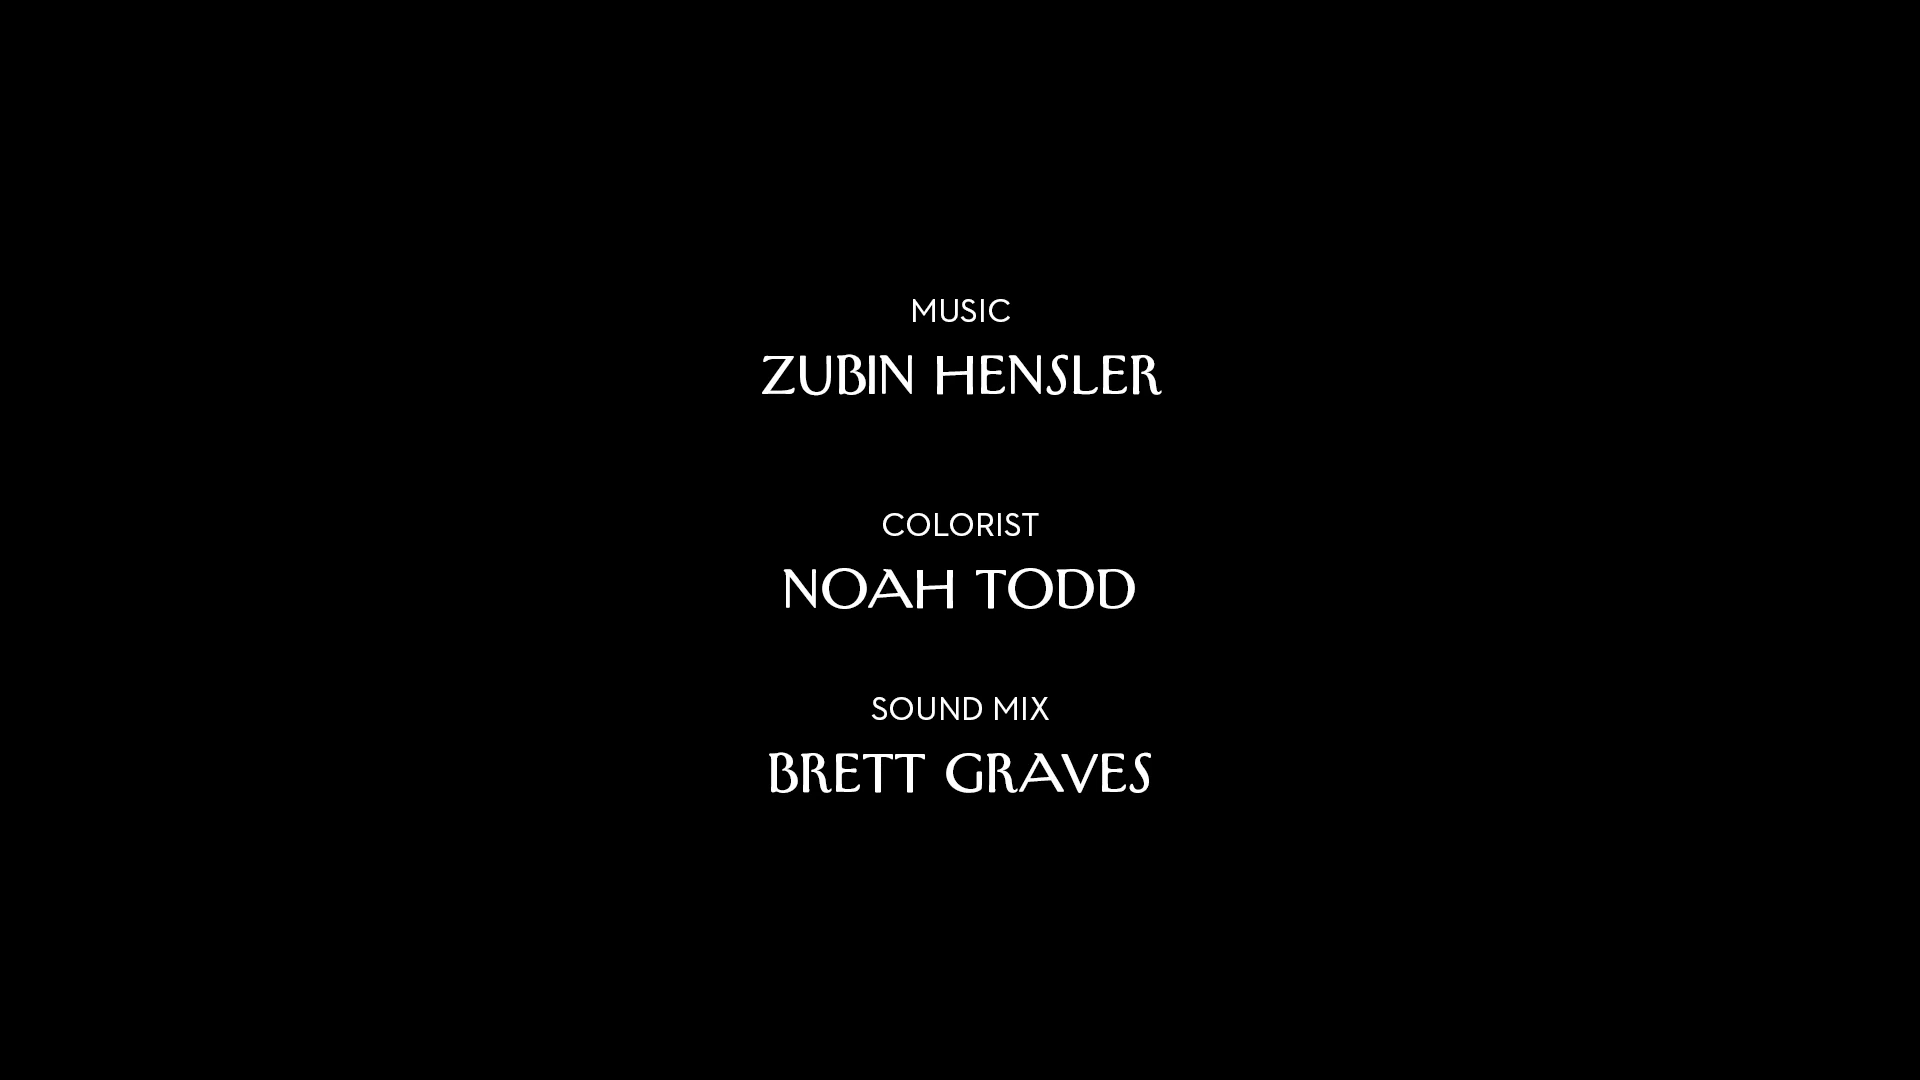 MUSIC
ZUBIN HENSLER
COLORIST
NOAH TODD
SOUND MIX
BRETT GRAVES